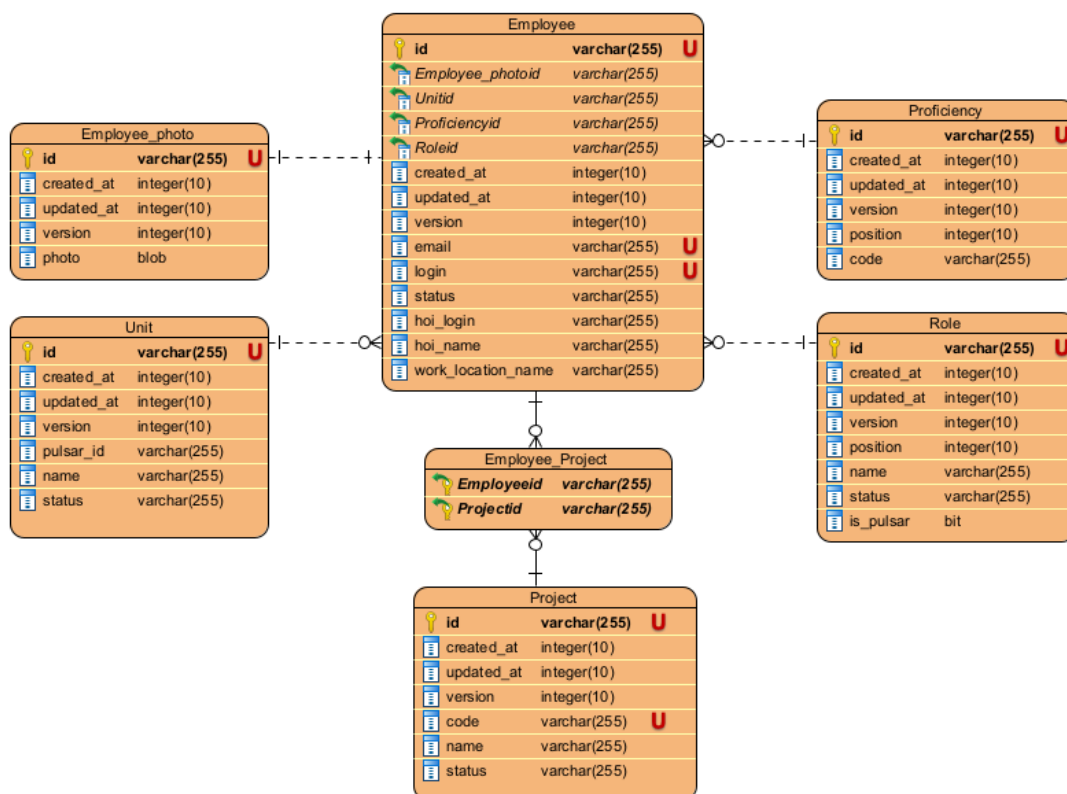 Employee
id varchar(255) U
Employee_photoid varchar(255)
Unitid varchar(255)
Proficiencyid varchar(255)
Roleid varchar(255)
created_at integer(10)
updated_at integer(10)
version integer(10)
email varchar(255) U
login varchar(255) U
status varchar(255)
hoi_login varchar(255)
hoi_name varchar(255)
work_location_name varchar(255)
Employee_photo
id varchar(255) U
created_at integer(10)
updated_at integer(10)
version integer(10)
photo blob
Proficiency
id varchar(255) U
created_at integer(10)
updated_at integer(10)
version integer(10)
position integer(10)
code varchar(255)
Unit
id varchar(255) U
created_at integer(10)
updated_at integer(10)
version integer(10)
pulsar_id varchar(255)
name varchar(255)
status varchar(255)
Role
id varchar(255) U
created_at integer(10)
updated_at integer(10)
version integer(10)
position integer(10)
name varchar(255)
status varchar(255)
is_pulsar bit
Employee_Project
Employeeid varchar(255)
Projectid varchar(255)
Project
id varchar(255) U
created_at integer(10)
updated_at integer(10)
version integer(10)
code varchar(255) U
name varchar(255)
status varchar(255)